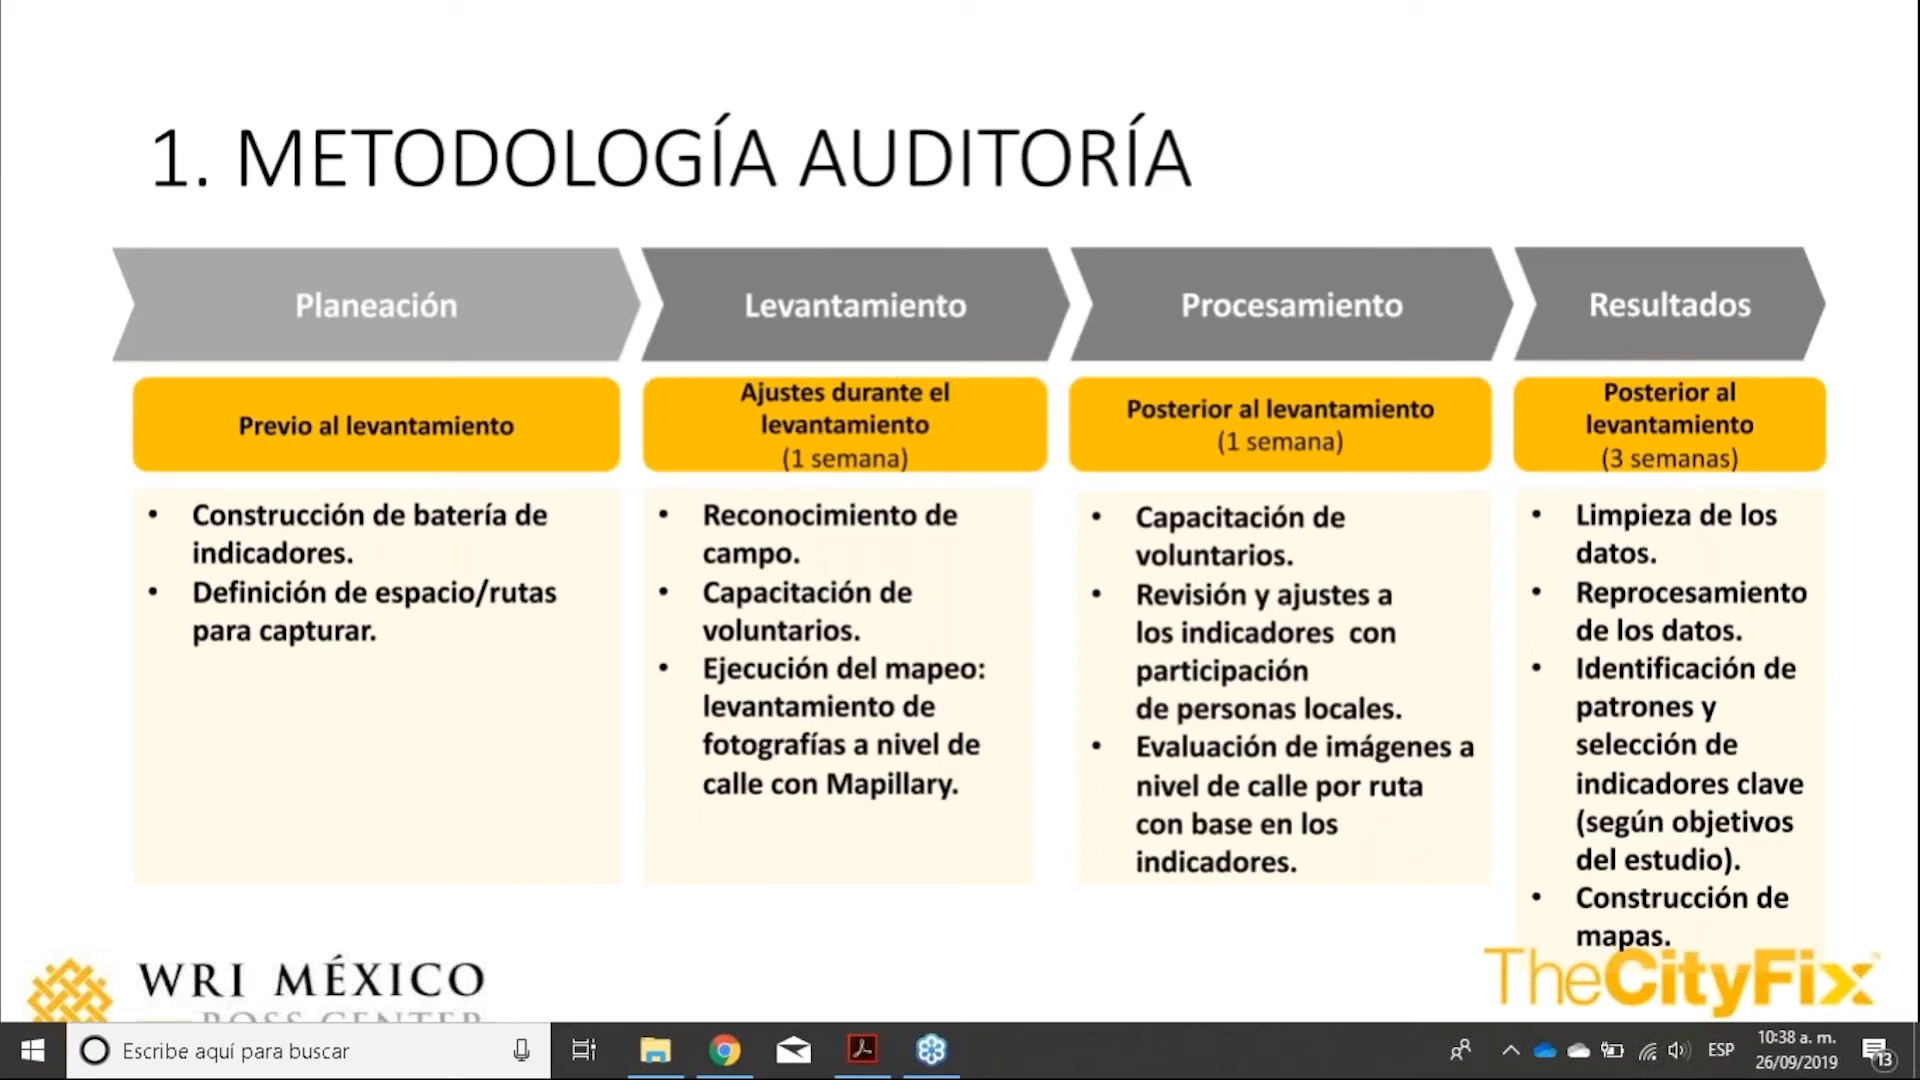 1. METODOLOGÍA AUDITORÍA
Planeación
Levantamiento
Procesamiento
Resultados
Previo al levantamiento
Ajustes durante el
levantamiento
(1 semana)
Posterior al levantamiento
(1 semana)
Posterior al
levantamiento
(3 semanas)
• Construcción de batería de
indicadores.
• Definición de espacio/rutas
para capturar.
• Reconocimiento de
campo.
• Capacitación de
voluntarios.
• Ejecución del mapeo:
levantamiento de
fotografías a nivel de
calle con Mapillary.
• Capacitación de
voluntarios.
• Revisión y ajustes a
los indicadores con
participación
de personas locales.
• Evaluación de imágenes a
nivel de calle por ruta
con base en los
indicadores.
• Limpieza de los
datos.
• Reprocesamiento
de los datos.
• Identificación de
patrones y
selección de
indicadores clave
(según objetivos
del estudio).
• Construcción de
mapas.
WRI MÉXICO
ROSS CENTER
TheCityFix
Escribe aquí para buscar
ESP
10:38 a. m.
26/09/2019
13